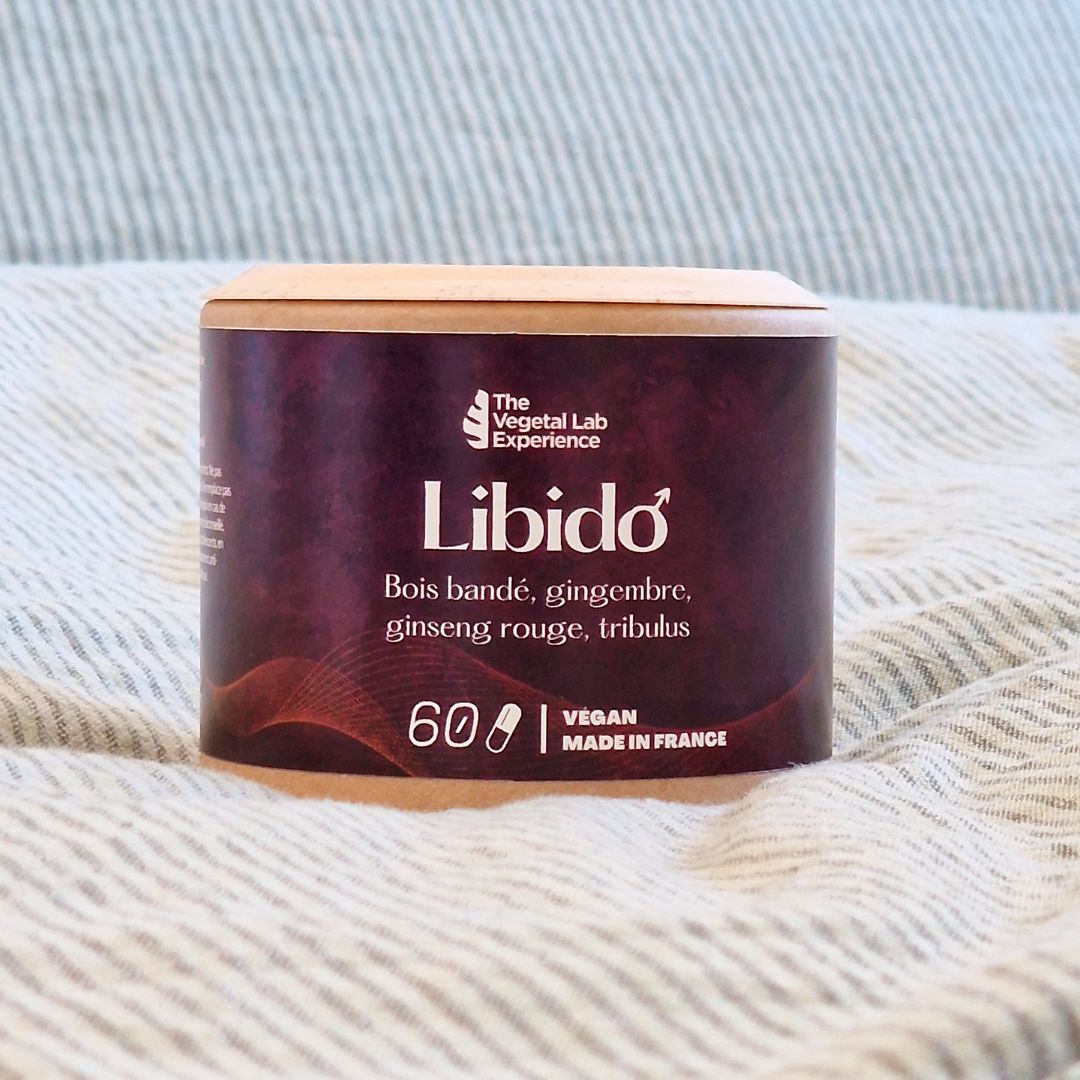 The
Vegetal Lab
Experience
Libido
Bois bandé, gingembre,
ginseng rouge, tribulus
60
VÉGAN
MADE IN FRANCE